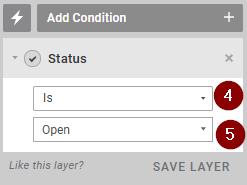 Add Condition +
Status ×
Is 4
Open 5
Like this layer? SAVE LAYER